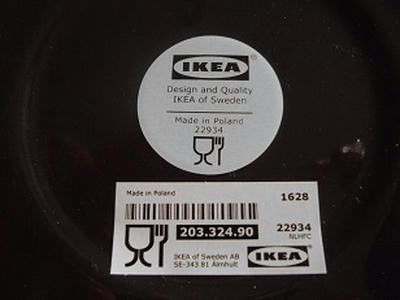 IKEA®
Design and Quality
IKEA of Sweden
Made in Poland
22934
Made in Poland
1628
203.324.90
22934
NLHFC
IKEA of Sweden AB
SE-343 81 Älmhult
IKEA®